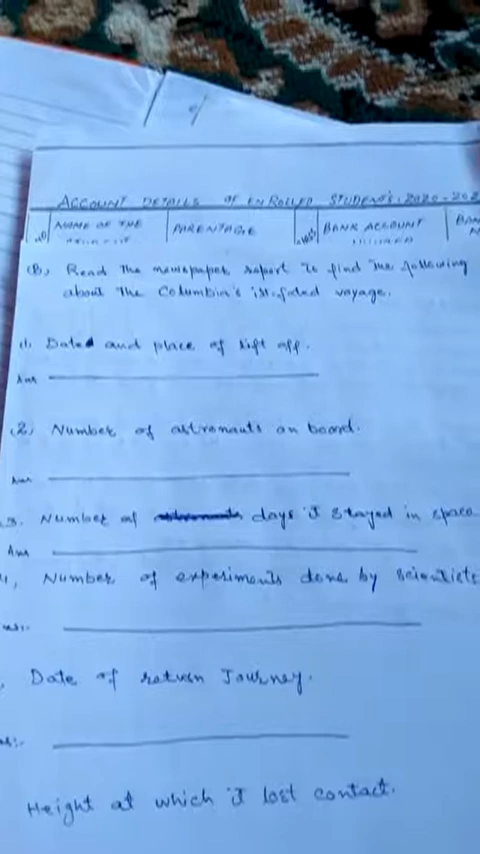 ACCOUNT DETAILS OF ENROLLED STUDENTS. 2020-202
NAME OF THE
PARENTAGE
BANK ACCOUNT
BAN
(B), Read the newspaper report to find the following
about the Columbia's ill-fated voyage.
(1). Dated and place of lift off.
Ans
(2), Number of astronauts on board.
Ans
3. Number of days it stayed in space
Ans
4, Number of experiments done by scientists
Date of return Journey.
Height at which it lost contact.